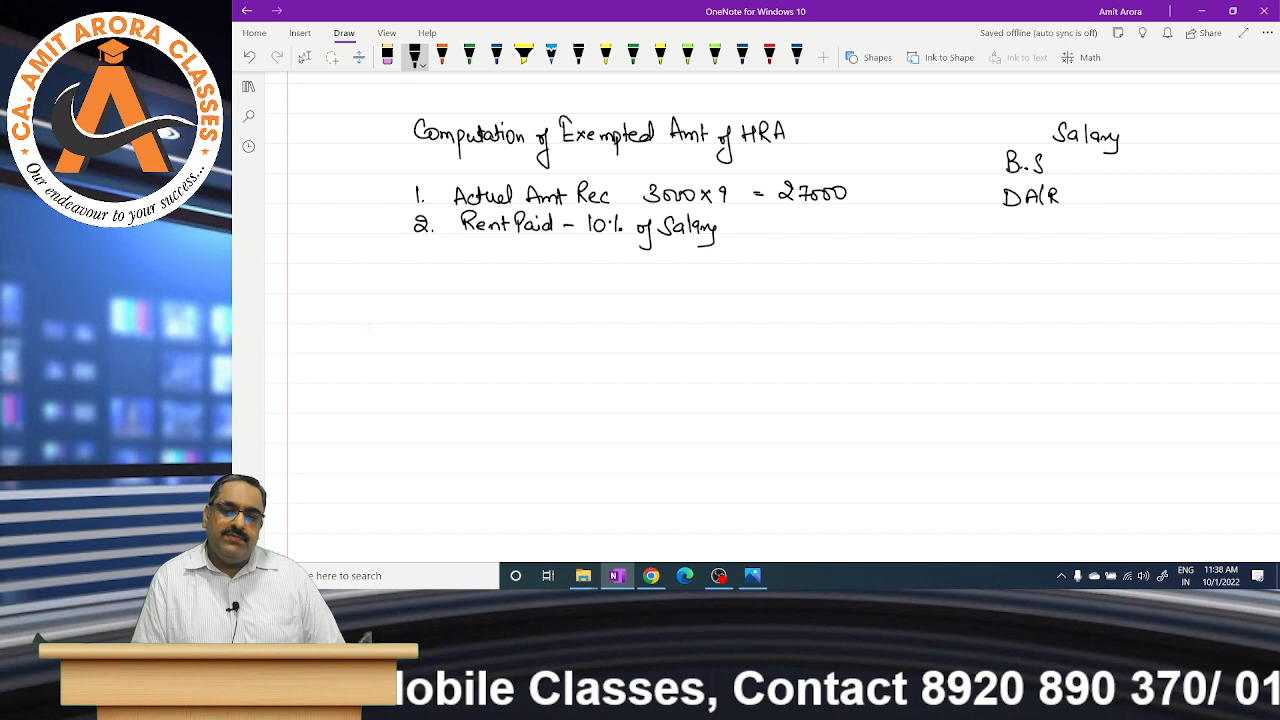 CA. AMIT ARORA CLASSES
Our endeavour to your success...
OneNote for Windows 10
Amit Arora
Home Insert Draw View Help
Saved offline (auto sync is off)
Share
Shapes
Ink to Shape
Ink to Text
Math
Computation of Exempted Amt of HRA
1. Actual Amt Rec 3000 x 9 = 27000
2. Rent Paid - 10% of Salary
Salary
B.S
DA(R
here to search
ENG
IN
11:38 AM
10/1/2022
Mobile Classes, Contact 8920 890 370/ 01